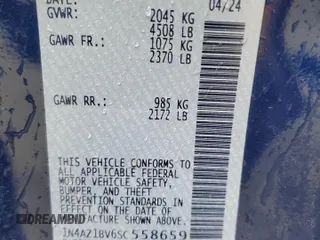 DATE: 04/24
GVWR: 2045 KG
4508 LB
GAWR FR.: 1075 KG
2370 LB
GAWR RR.: 985 KG
2172 LB
THIS VEHICLE CONFORMS TO
ALL APPLICABLE FEDERAL
MOTOR VEHICLE SAFETY,
BUMPER, AND THEFT
PREVENTION STANDARDS
IN EFFECT ON THE DATE OF
MANUFACTURE SHOWN ABOVE.
1N4AZ1BV6SC558659
DREAMBID